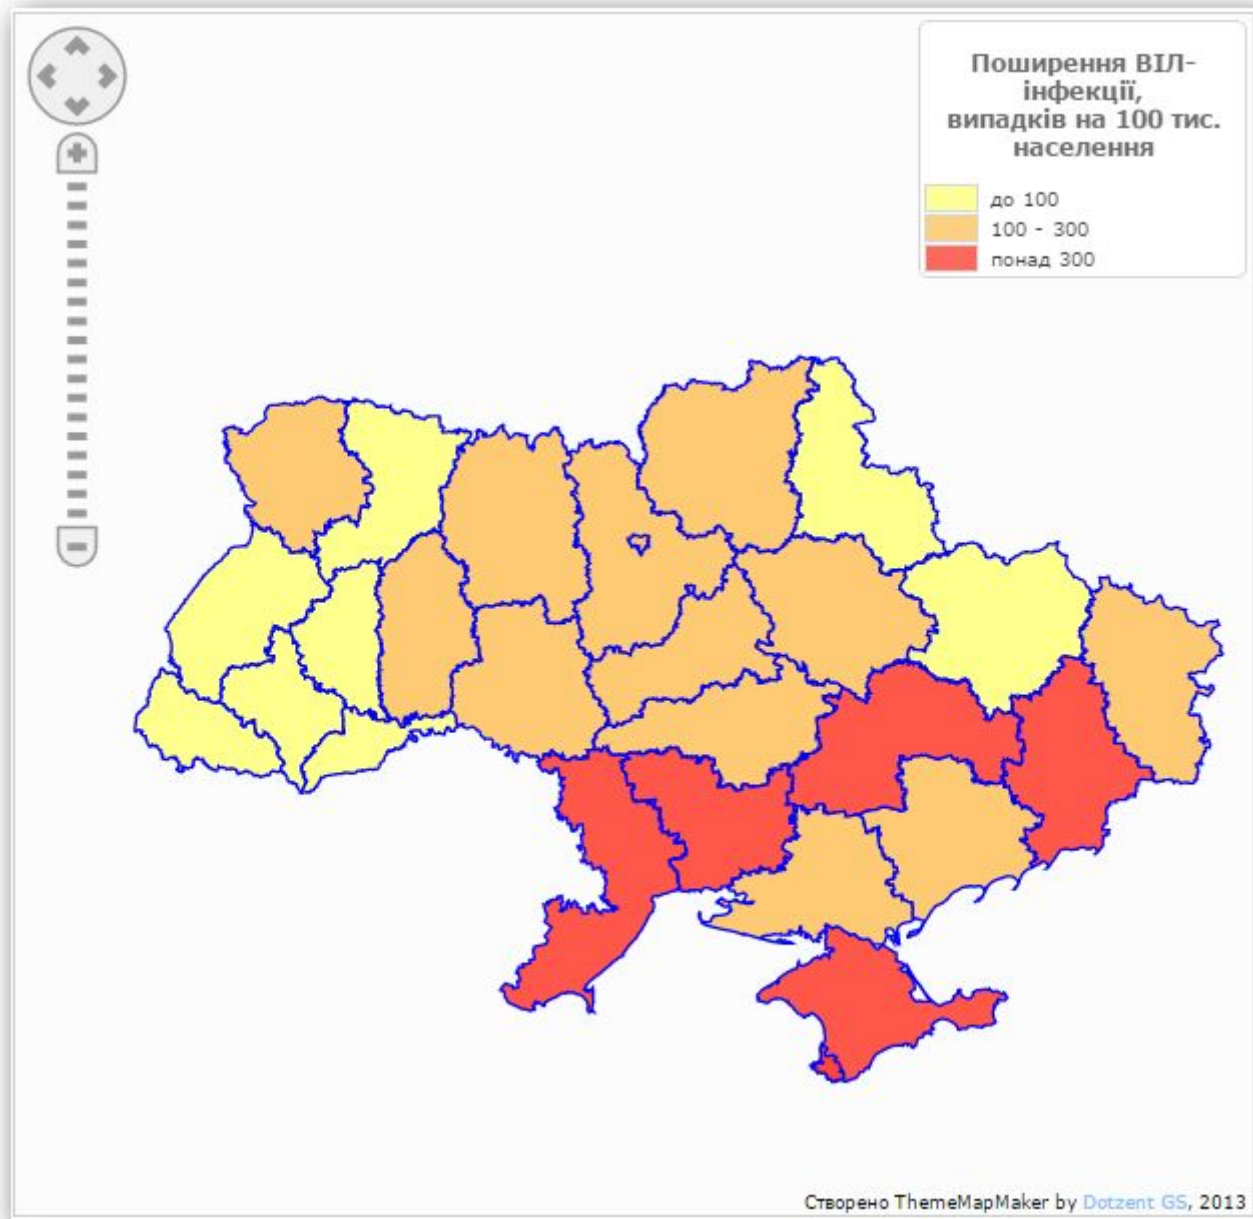 Поширення ВІЛ-
інфекції,
випадків на 100 тис.
населення
до 100
100 - 300
понад 300
Створено ThemeMapMaker by Dotzent GS, 2013